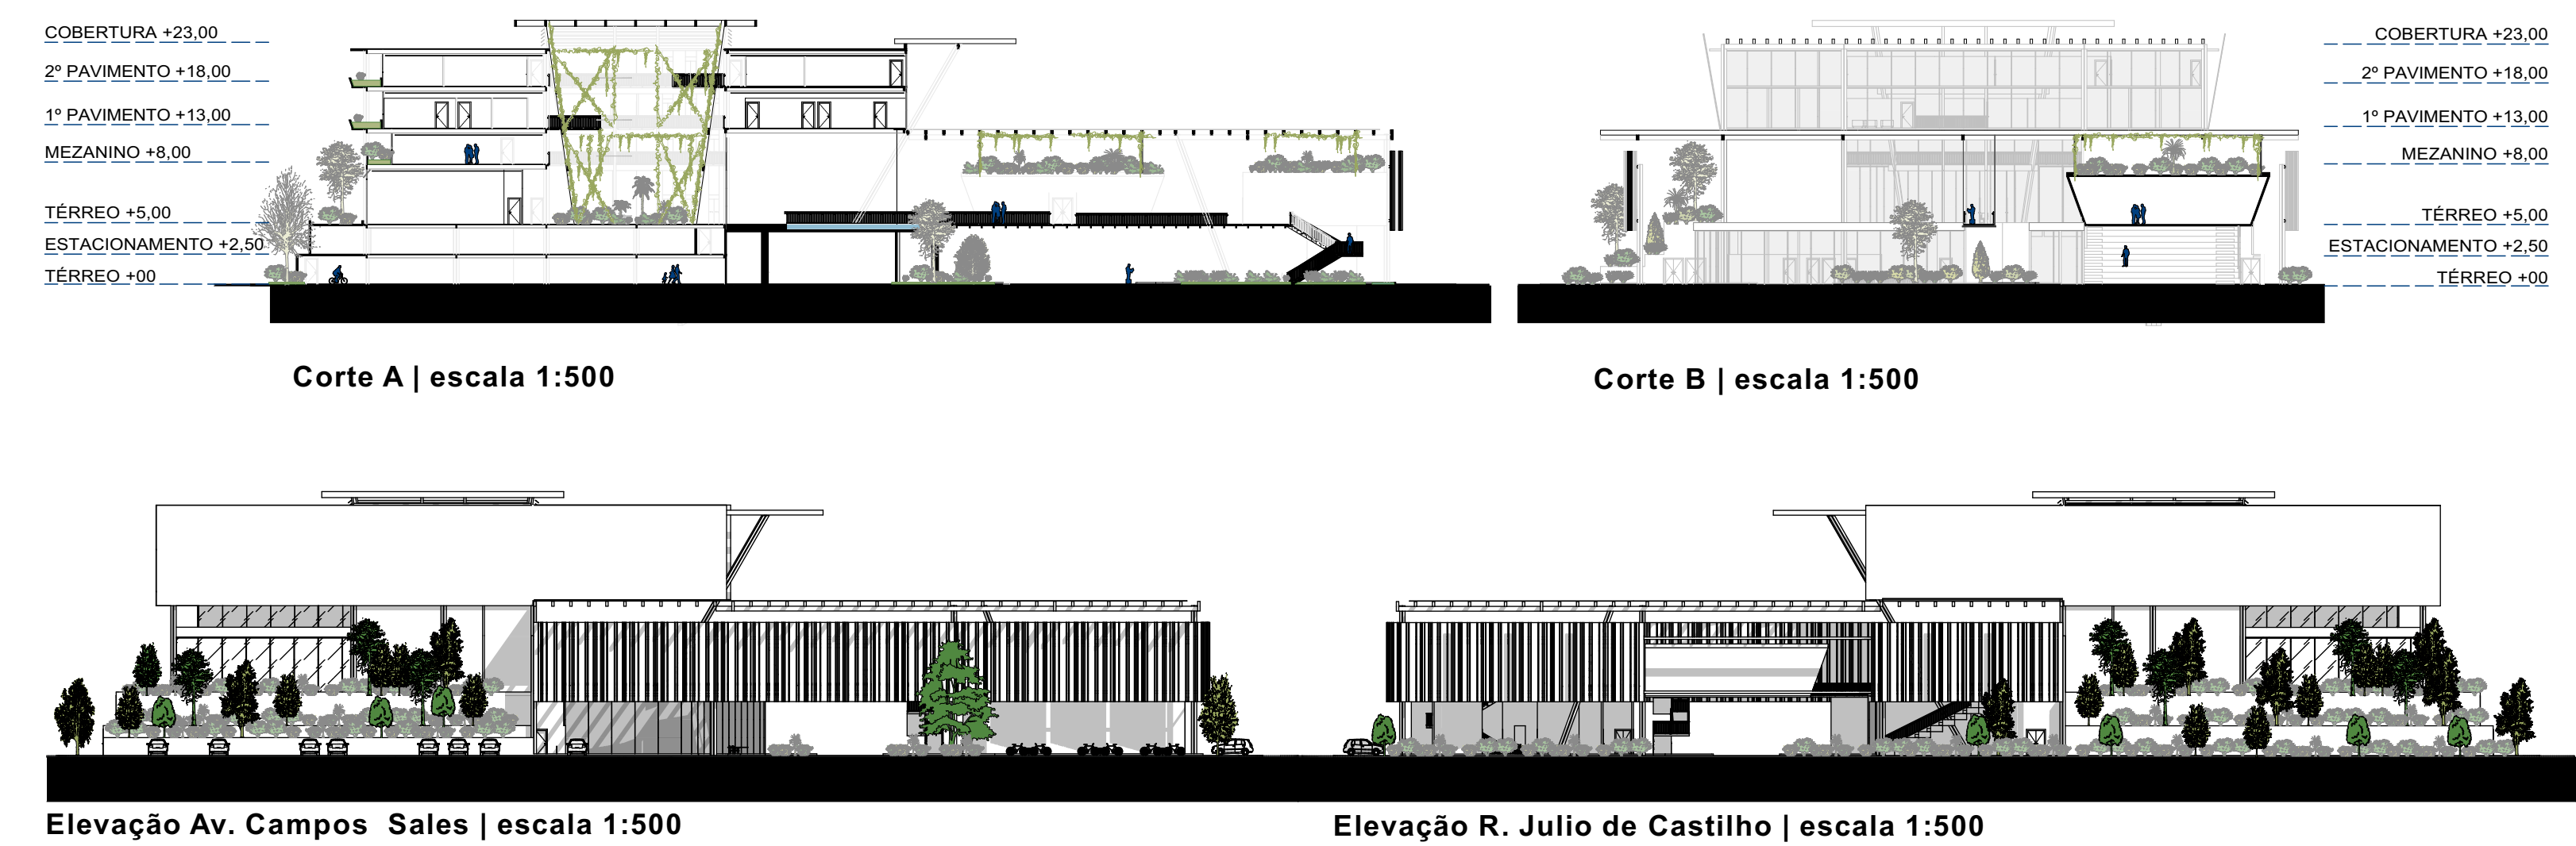 COBERTURA +23,00
2º PAVIMENTO +18,00
1º PAVIMENTO +13,00
MEZANINO +8,00
TÉRREO +5,00
ESTACIONAMENTO +2,50
TÉRREO +00
Corte A | escala 1:500
COBERTURA +23,00
2º PAVIMENTO +18,00
1º PAVIMENTO +13,00
MEZANINO +8,00
TÉRREO +5,00
ESTACIONAMENTO +2,50
TÉRREO +00
Corte B | escala 1:500
Elevação Av. Campos Sales | escala 1:500
Elevação R. Julio de Castilho | escala 1:500